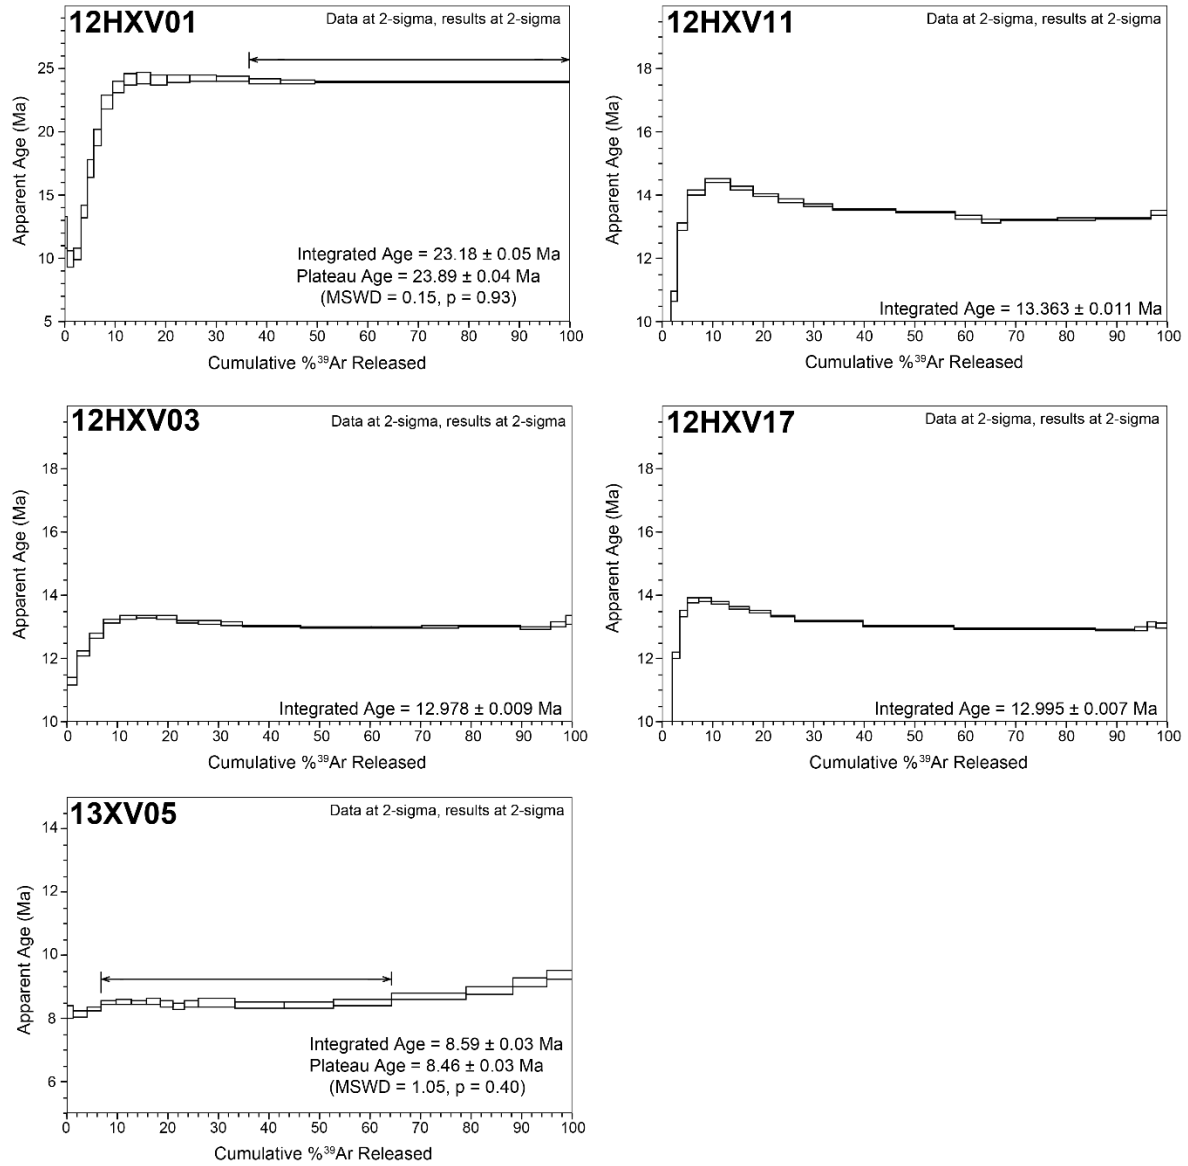 12HXV01
Data at 2-sigma, results at 2-sigma
Apparent Age (Ma)
25
20
15
10
5
Integrated Age = 23.18 ± 0.05 Ma
Plateau Age = 23.89 ± 0.04 Ma
(MSWD = 0.15, p = 0.93)
0 10 20 30 40 50 60 70 80 90 100
Cumulative %³⁹Ar Released
12HXV11
Data at 2-sigma, results at 2-sigma
Apparent Age (Ma)
18
16
14
12
10
Integrated Age = 13.363 ± 0.011 Ma
0 10 20 30 40 50 60 70 80 90 100
Cumulative %³⁹Ar Released
12HXV03
Data at 2-sigma, results at 2-sigma
Apparent Age (Ma)
18
16
14
12
10
Integrated Age = 12.978 ± 0.009 Ma
0 10 20 30 40 50 60 70 80 90 100
Cumulative %³⁹Ar Released
12HXV17
Data at 2-sigma, results at 2-sigma
Apparent Age (Ma)
18
16
14
12
10
Integrated Age = 12.995 ± 0.007 Ma
0 10 20 30 40 50 60 70 80 90 100
Cumulative %³⁹Ar Released
13XV05
Data at 2-sigma, results at 2-sigma
Apparent Age (Ma)
14
12
10
8
6
Integrated Age = 8.59 ± 0.03 Ma
Plateau Age = 8.46 ± 0.03 Ma
(MSWD = 1.05, p = 0.40)
0 10 20 30 40 50 60 70 80 90 100
Cumulative %³⁹Ar Released